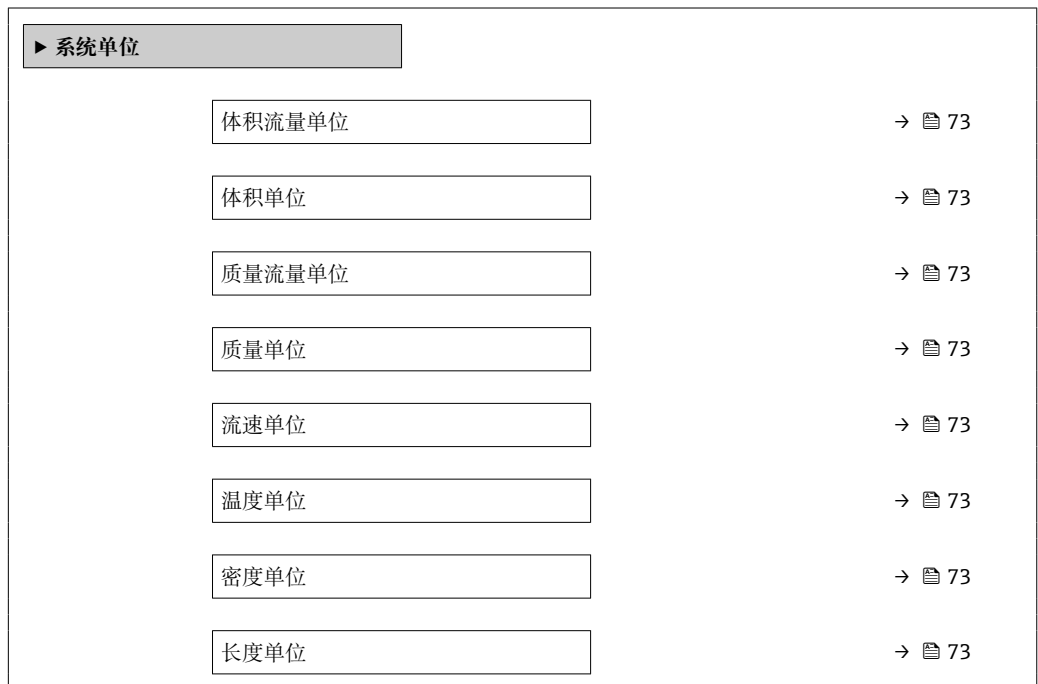 ▶ 系统单位
体积流量单位 → 🖹 73
体积单位 → 🖹 73
质量流量单位 → 🖹 73
质量单位 → 🖹 73
流速单位 → 🖹 73
温度单位 → 🖹 73
密度单位 → 🖹 73
长度单位 → 🖹 73